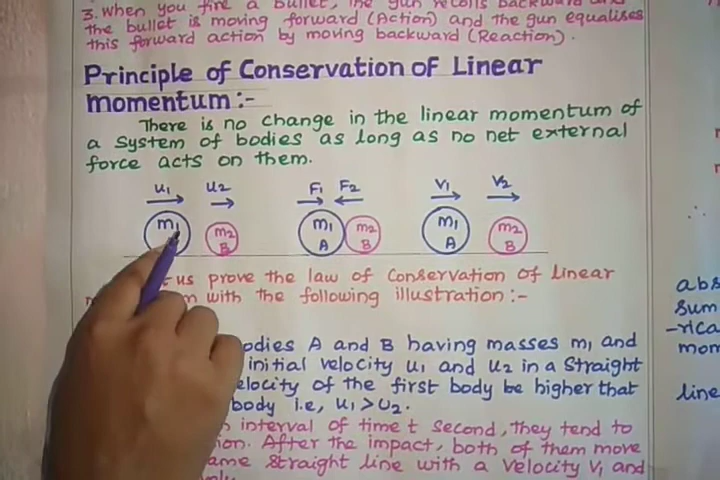 3. When you fire a bullet, the gun recoils backward and
the bullet is moving forward (Action) and the gun equalises
this forward action by moving backward (Reaction).
Principle of Conservation of Linear
momentum :-
There is no change in the linear momentum of
a system of bodies as long as no net external
force acts on them.
u1 u2 F1 F2 V1 V2
m1 m2 m1 m2 m1 m2
B A B A B
us prove the law of Conservation of linear
with the following illustration :-
odies A and B having masses m1 and
initial velocity u1 and u2 in a straight
elocity of the first body be higher that
body i.e, u1 > u2.
interval of time t second, they tend to
ion. After the impact, both of them move
ame straight line with a velocity V1 and
abs
Sum
-rica
mom
line